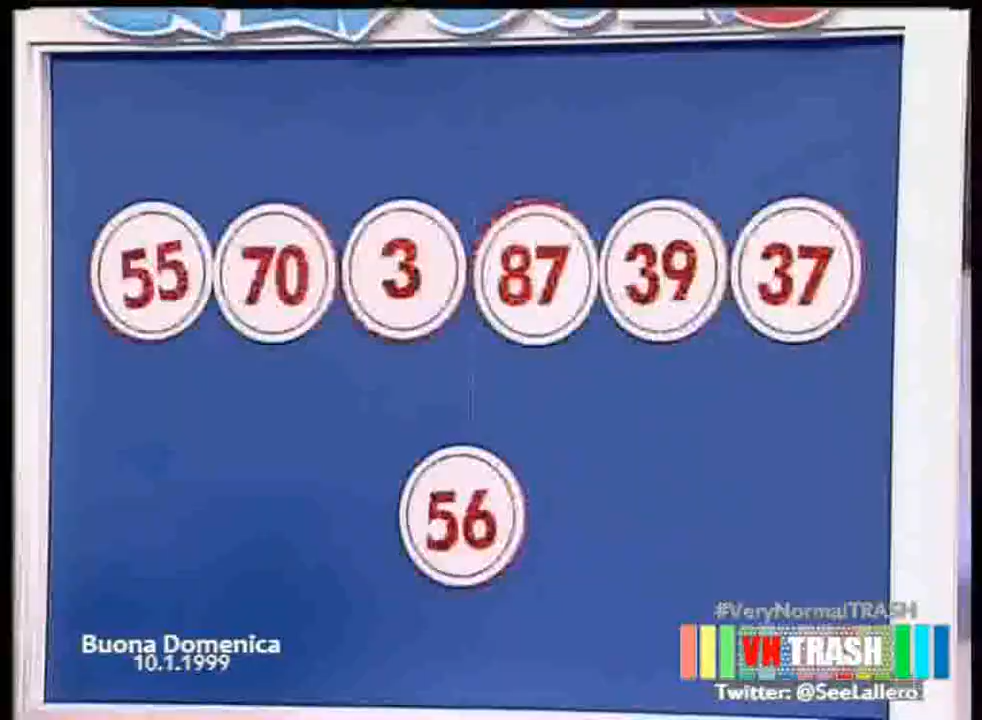 55 70 3 87 39 37
56
#VeryNormalTRASH
Buona Domenica
10.1.1999
VN TRASH
Twitter: @SeeLallero